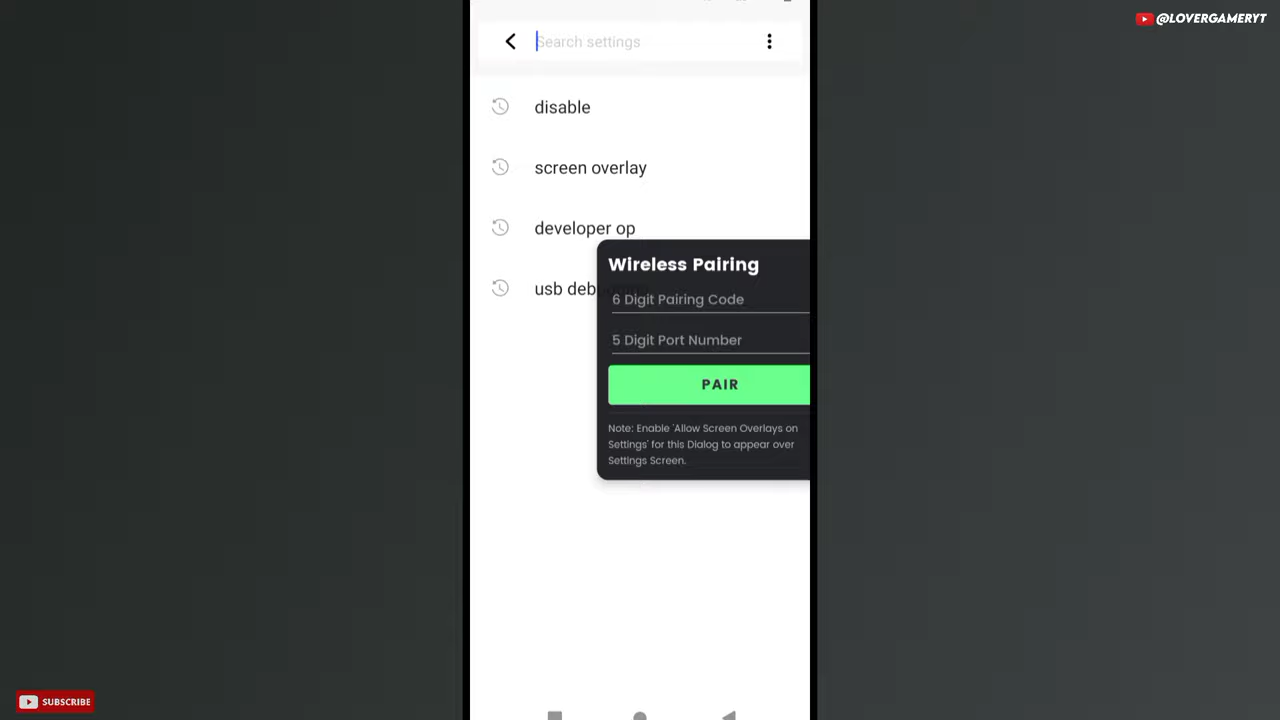 @LOVERGAMERYT
Search settings
disable
screen overlay
developer op
usb deb
Wireless Pairing
6 Digit Pairing Code
5 Digit Port Number
PAIR
Note: Enable 'Allow Screen Overlays on
Settings' for this Dialog to appear over
Settings Screen.
SUBSCRIBE